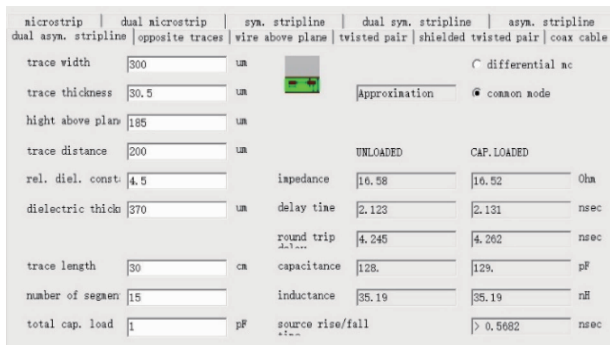 microstrip | dual microstrip | sym. stripline | dual sym. stripline | asym. stripline
dual asym. stripline | opposite traces | wire above plane | twisted pair | shielded twisted pair | coax cable
trace width 300 um differential mc
trace thickness 30.5 um Approximation common mode
hight above plan 185 um
trace distance 200 um UNLOADED CAP.LOADED
rel. diel. const: 4.5 impedance 16.58 16.52 Ohm
dielectric thick 370 um delay time 2.123 2.131 nsec
round trip 4.245 4.262 nsec
trace length 30 cm capacitance 128. 129. pF
number of segmen 15 inductance 35.19 35.19 nH
total cap. load 1 pF source rise/fall > 0.5682 nsec